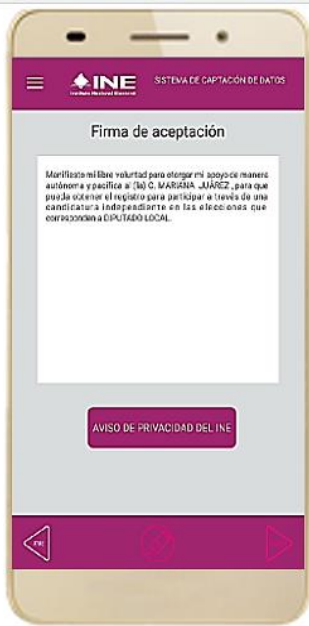 INE
Instituto Nacional Electoral
SISTEMA DE CAPTACIÓN DE DATOS
Firma de aceptación
Manifiesto mi libre voluntad para otorgar mi apoyo de manera
autónoma y pacífica al (la) C. MARIANA JUÁREZ , para que
pueda obtener el registro para participar a través de una
candidatura independiente en las elecciones que
corresponden a DIPUTADO LOCAL.
AVISO DE PRIVACIDAD DEL INE